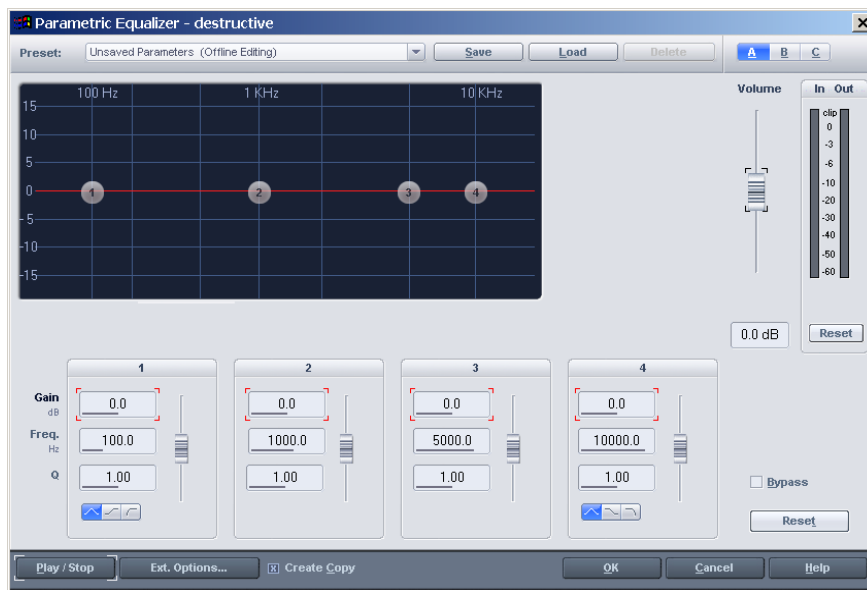 Parametric Equalizer - destructive
Preset: Unsaved Parameters (Offline Editing) Save Load Delete A B C
100 Hz 1 KHz 10 KHz
15
10
5
0
-5
-10
-15
1 2 3 4
Volume
0.0 dB
In Out
clip
0
-3
-6
-10
-20
-30
-40
-50
-60
Reset
1 2 3 4
Gain dB 0.0 0.0 0.0 0.0
Freq. Hz 100.0 1000.0 5000.0 10000.0
Q 1.00 1.00 1.00 1.00
Bypass
Reset
Play / Stop Ext. Options... x Create Copy OK Cancel Help